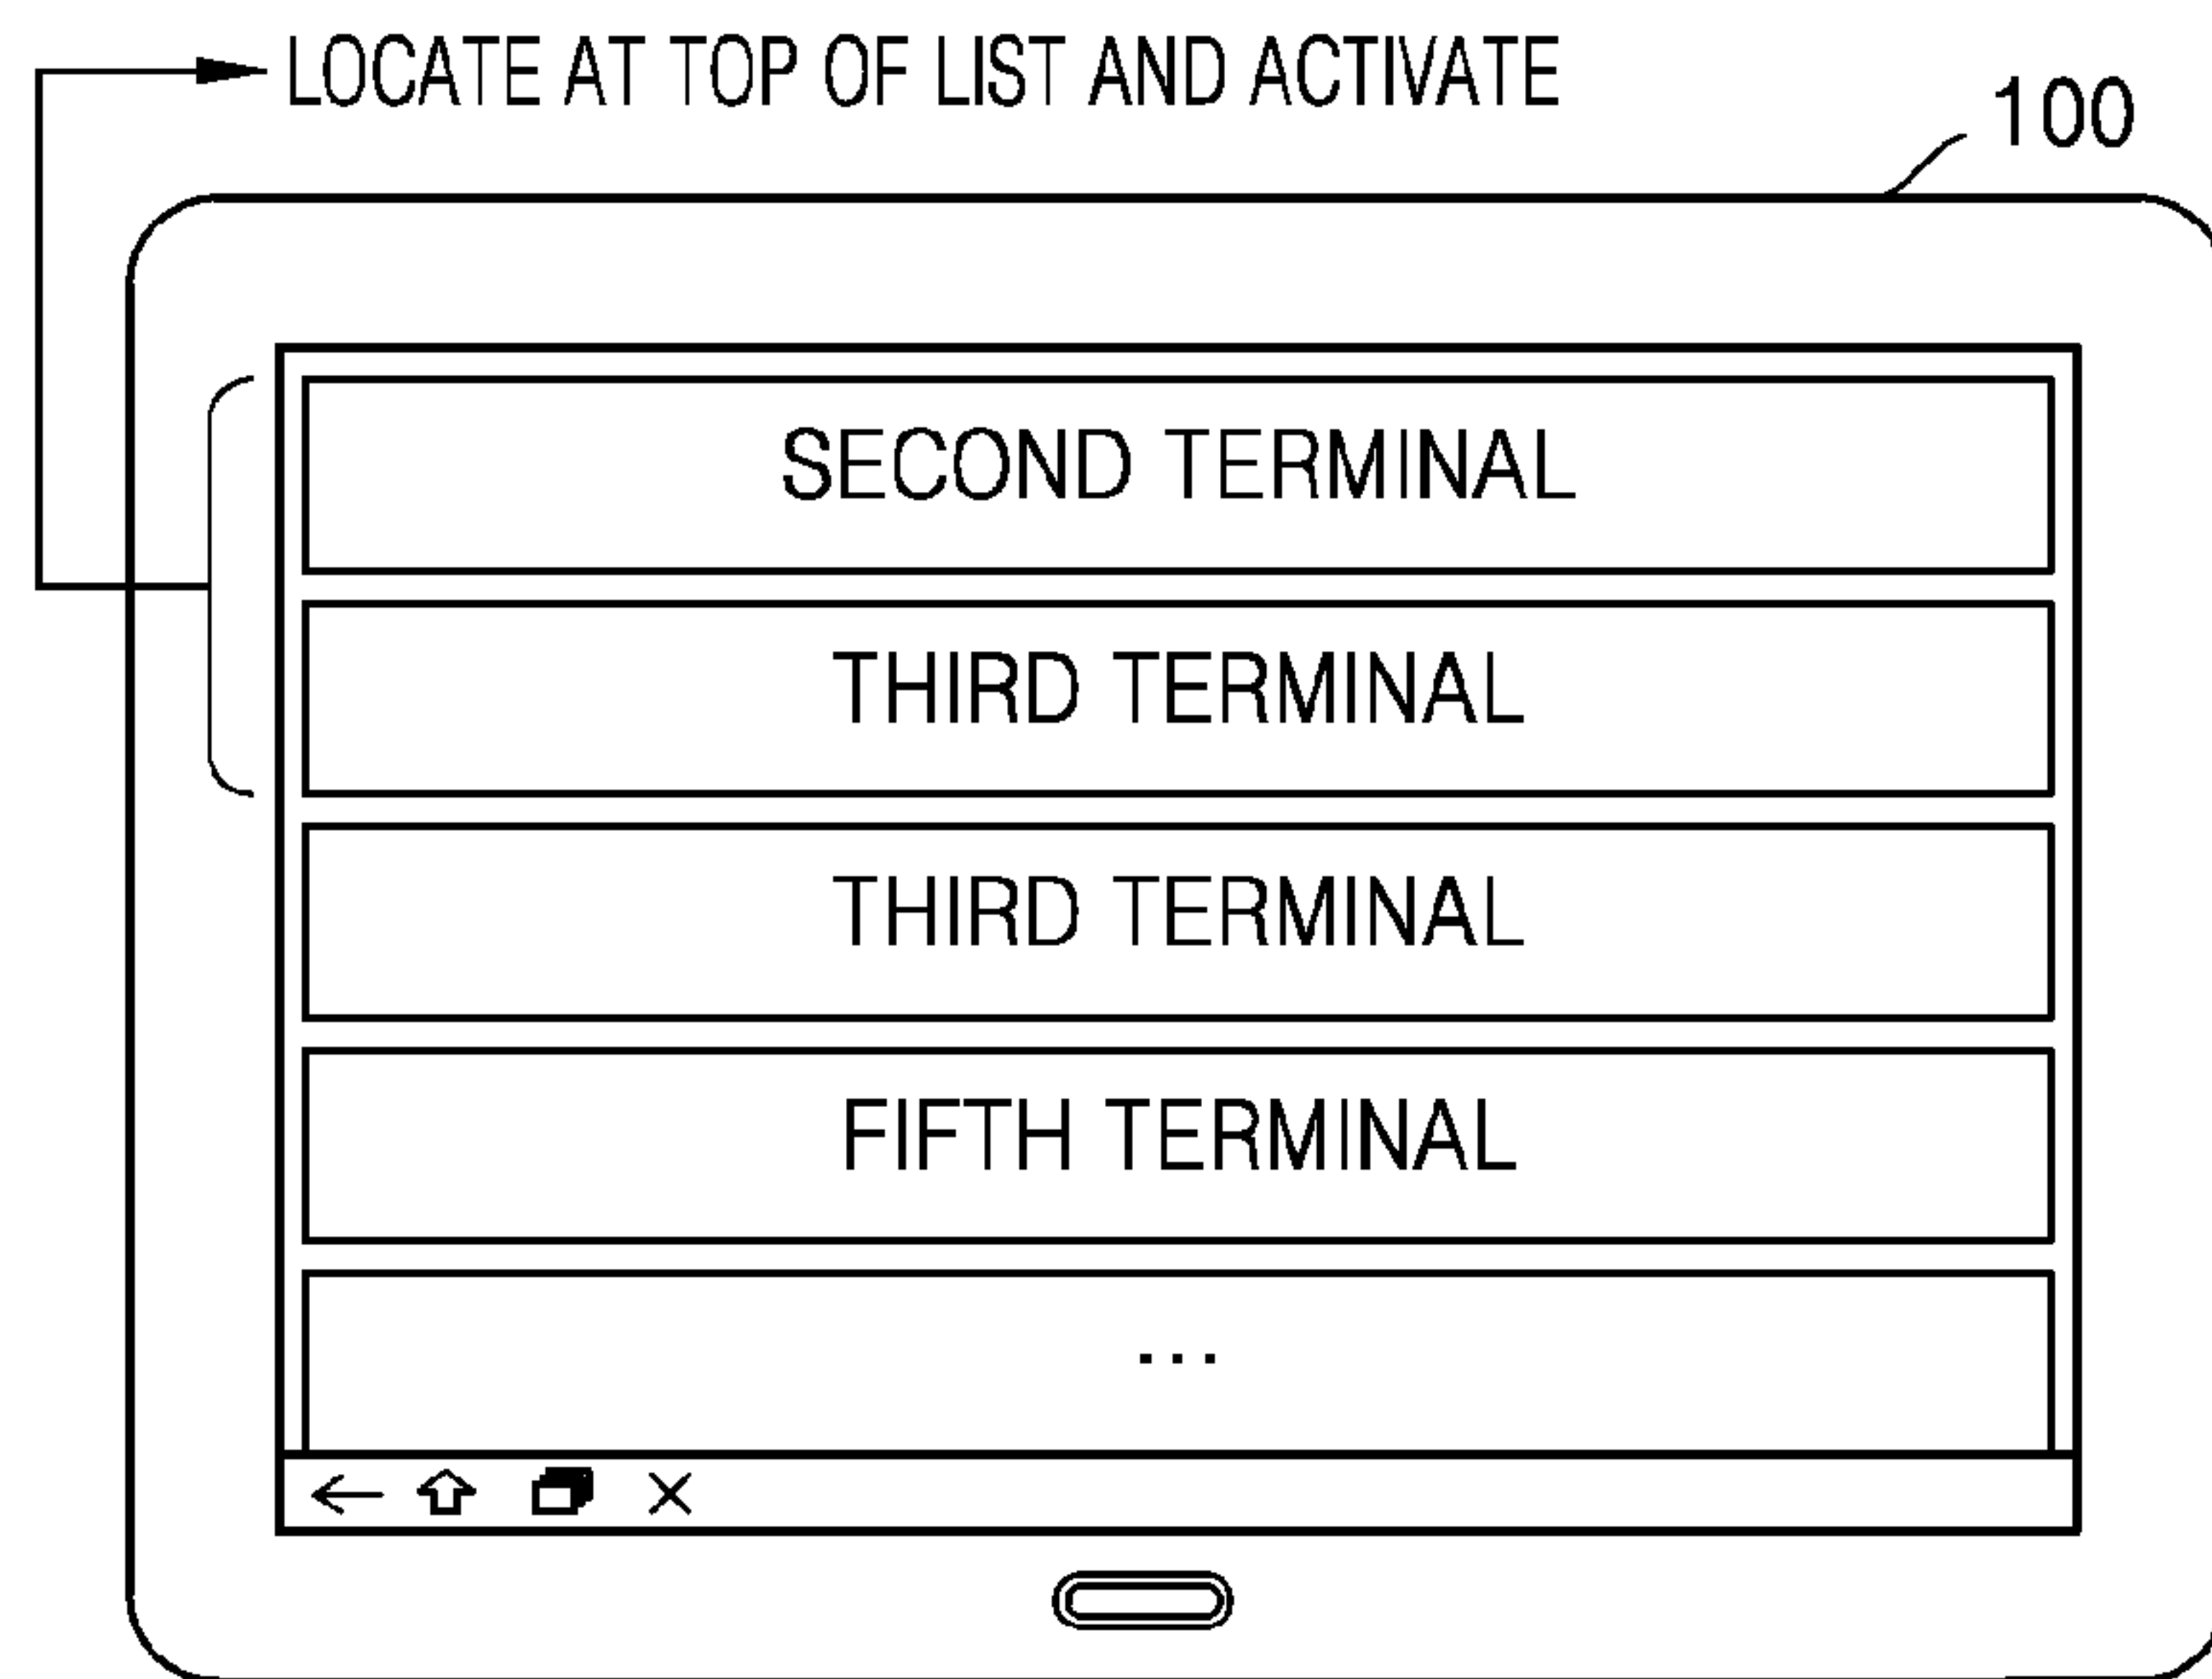 LOCATE AT TOP OF LIST AND ACTIVATE
100
SECOND TERMINAL
THIRD TERMINAL
THIRD TERMINAL
FIFTH TERMINAL
...